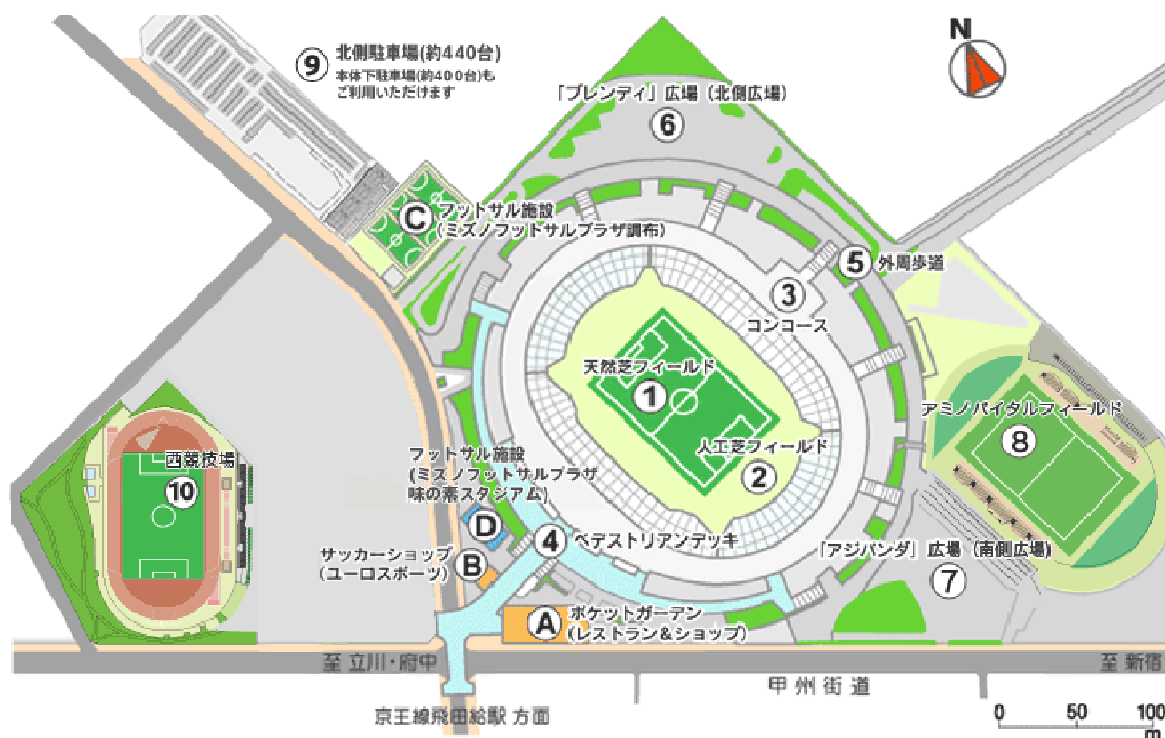 N
⑨ 北側駐車場(約440台)
本体下駐車場(約400台)も
ご利用いただけます
「ブレンディ」広場 (北側広場)
⑥
C フットサル施設
(ミズノフットサルプラザ調布)
⑤ 外周歩道
③
コンコース
天然芝フィールド
①
アミノバイタルフィールド
⑧
人工芝フィールド
②
西競技場
⑩
フットサル施設
(ミズノフットサルプラザ
味の素スタジアム)
D
④ ペデストリアンデッキ
サッカーショップ
(ユーロスポーツ)
B
「アジパンダ」広場 (南側広場)
⑦
A ポケットガーデン
(レストラン&ショップ)
至 立川・府中
至 新宿
甲州街道
京王線飛田給駅 方面
0 50 100
m